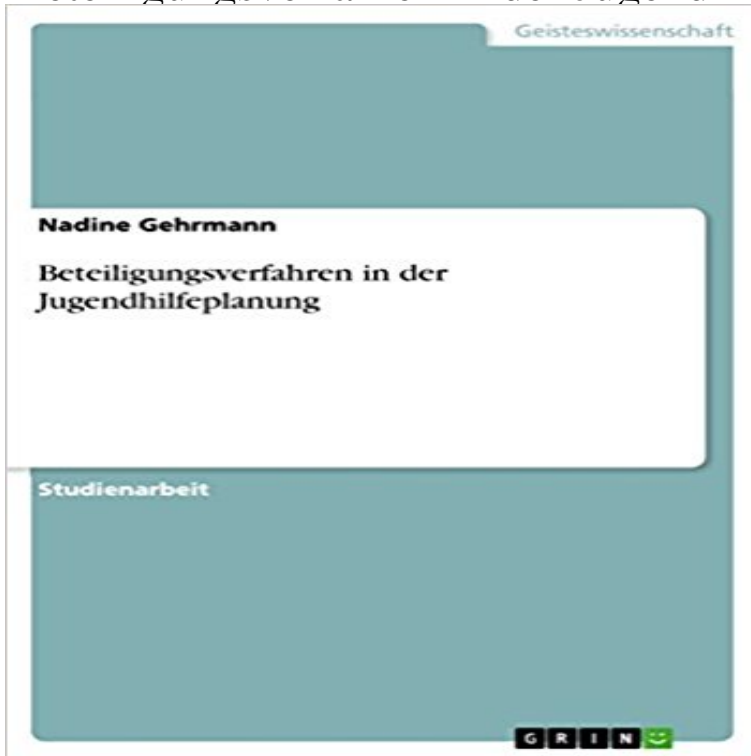 Geisteswissenschaft
Nadine Gehrmann
Beteiligungsverfahren in der
Jugendhilfeplanung
Studienarbeit
GRIN